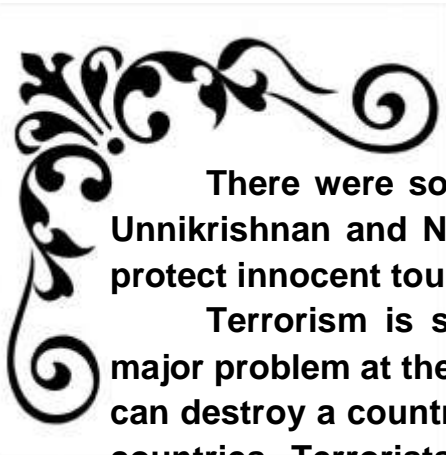 There were so
Unnikrishnan and N
protect innocent tou
Terrorism is s
major problem at the
can destroy a countr
countries. Terrorists